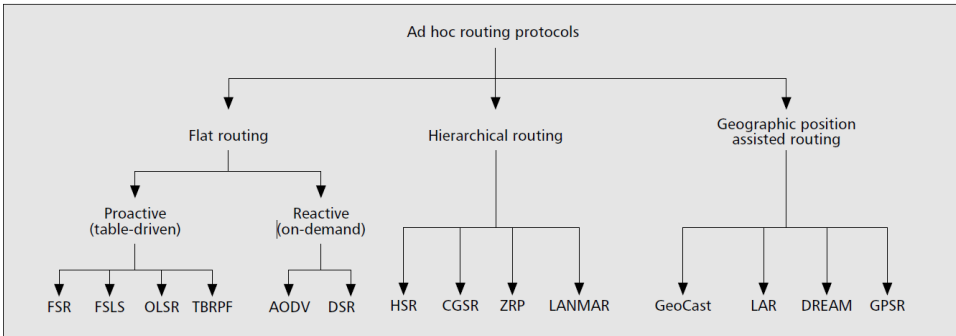 Ad hoc routing protocols
Flat routing
Hierarchical routing
Geographic position
assisted routing
Proactive
(table-driven)
Reactive
(on-demand)
FSR
FSLS
OLSR
TBRPF
AODV
DSR
HSR
CGSR
ZRP
LANMAR
GeoCast
LAR
DREAM
GPSR